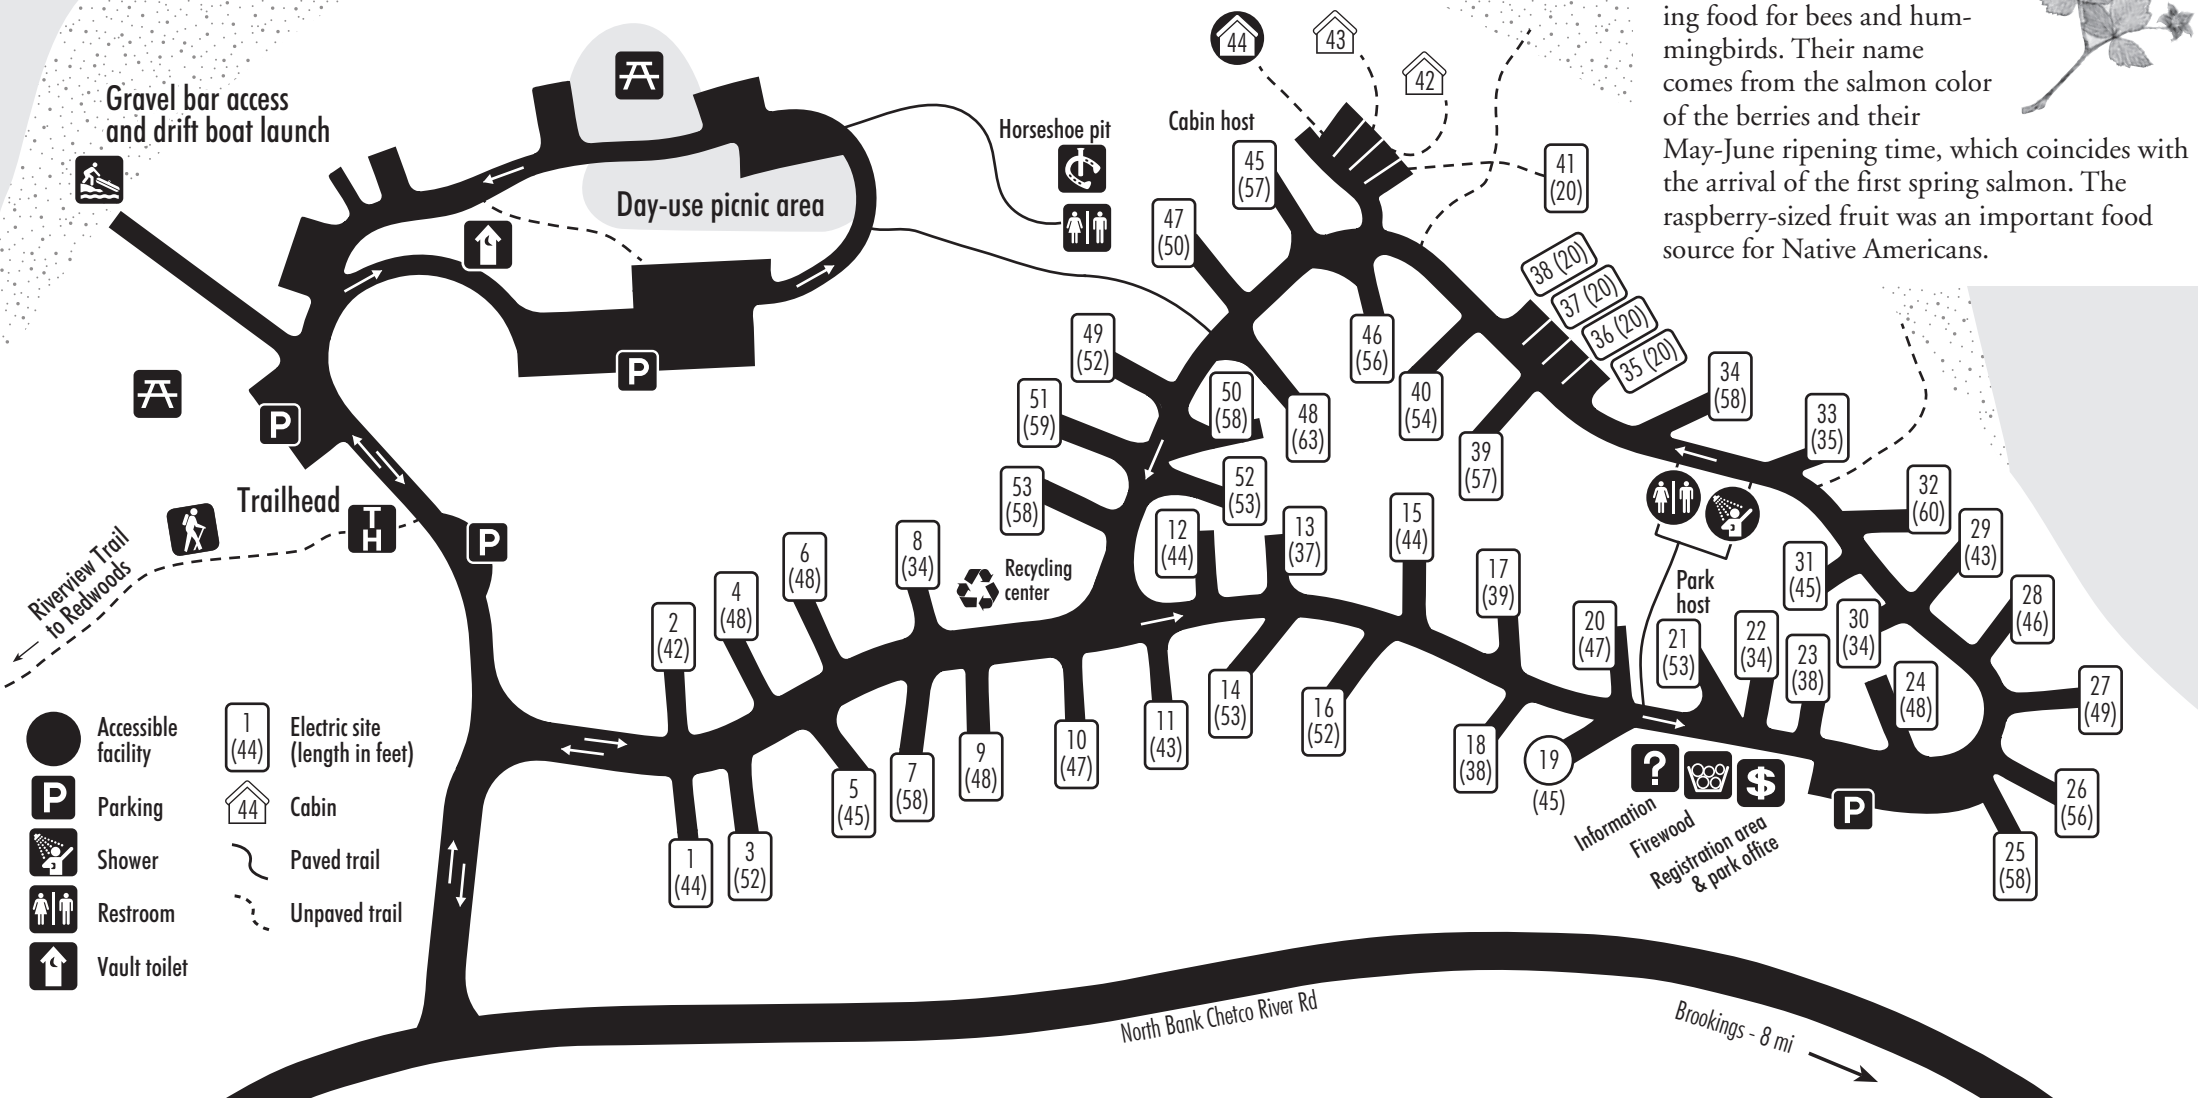 ing food for bees and hum-
mingbirds. Their name
comes from the salmon color
of the berries and their
May-June ripening time, which coincides with
the arrival of the first spring salmon. The
raspberry-sized fruit was an important food
source for Native Americans.
Gravel bar access
and drift boat launch
Day-use picnic area
Horseshoe pit
Cabin host
44
43
42
41
(20)
45
(57)
47
(50)
46
(56)
38 (20)
37 (20)
36 (20)
35 (20)
49
(52)
50
(58)
48
(63)
40
(54)
39
(57)
34
(58)
33
(35)
51
(59)
52
(53)
53
(58)
32
(60)
29
(43)
31
(45)
28
(46)
30
(34)
P
P
P
Trailhead
TH
Riverview Trail
to Redwoods
Recycling
center
Park
host
12
(44)
13
(37)
15
(44)
17
(39)
8
(34)
6
(48)
4
(48)
2
(42)
20
(47)
21
(53)
22
(34)
23
(38)
24
(48)
27
(49)
14
(53)
16
(52)
11
(43)
10
(47)
9
(48)
7
(58)
5
(45)
3
(52)
1
(44)
18
(38)
19
(45)
26
(56)
25
(58)
?
$
P
Information
Firewood
Registration area
& park office
Accessible
facility
P
Parking
Shower
Restroom
Vault toilet
1
(44)
Electric site
(length in feet)
44
Cabin
Paved trail
Unpaved trail
North Bank Chetco River Rd
Brookings - 8 mi